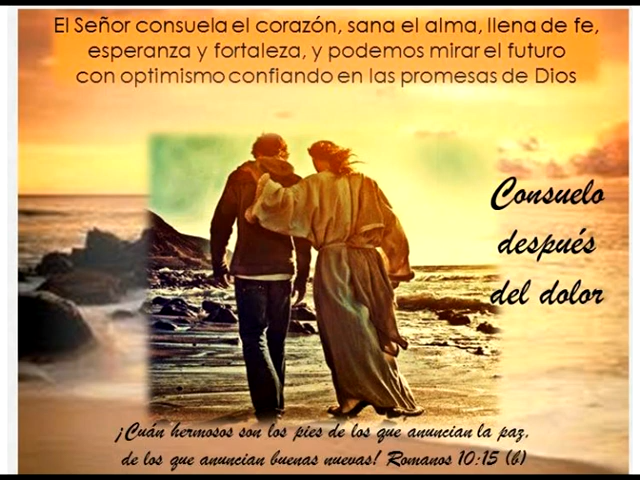 El Señor consuela el corazón, sana el alma, llena de fe,
esperanza y fortaleza, y podemos mirar el futuro
con optimismo confiando en las promesas de Dios
Consuelo
después
del dolor
¡Cuán hermosos son los pies de los que anuncian la paz,
de los que anuncian buenas nuevas! Romanos 10:15 (b)